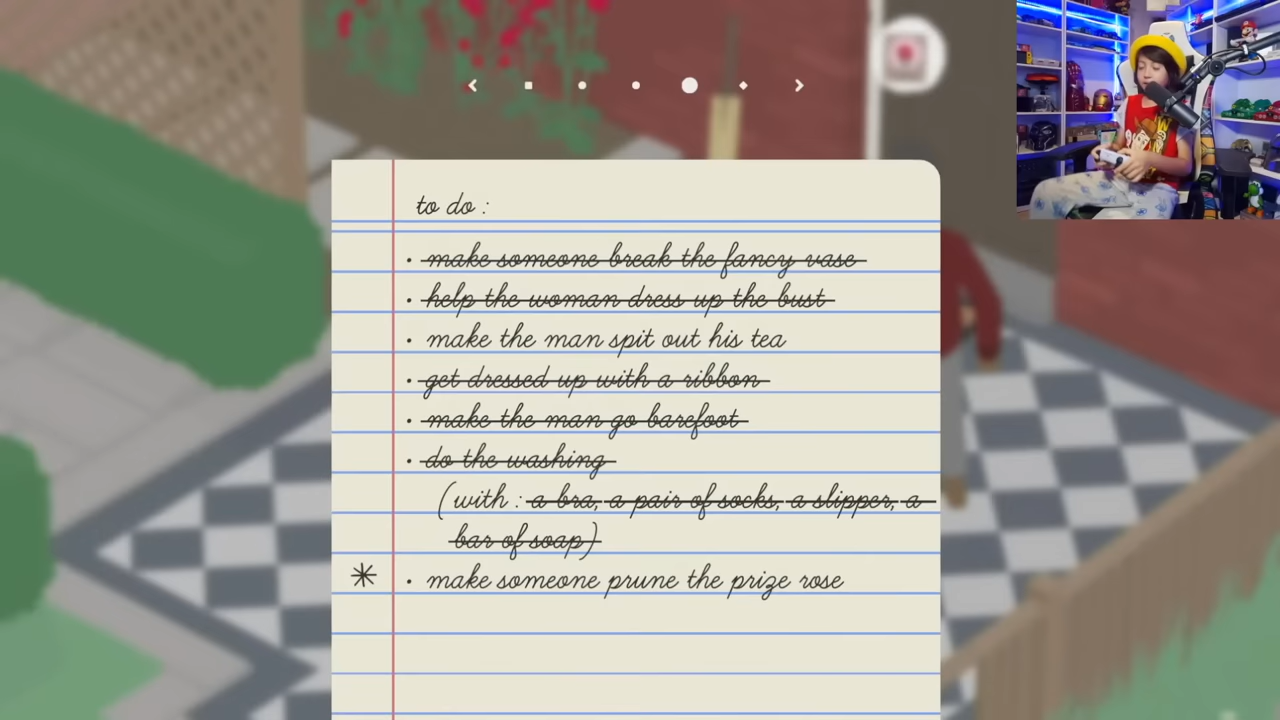 to do :
• make someone break the fancy vase
• help the woman dress up the bust
• make the man spit out his tea
• get dressed up with a ribbon
• make the man go barefoot
• do the washing
(with : a bra, a pair of socks, a slipper, a
bar of soap)
* • make someone prune the prize rose